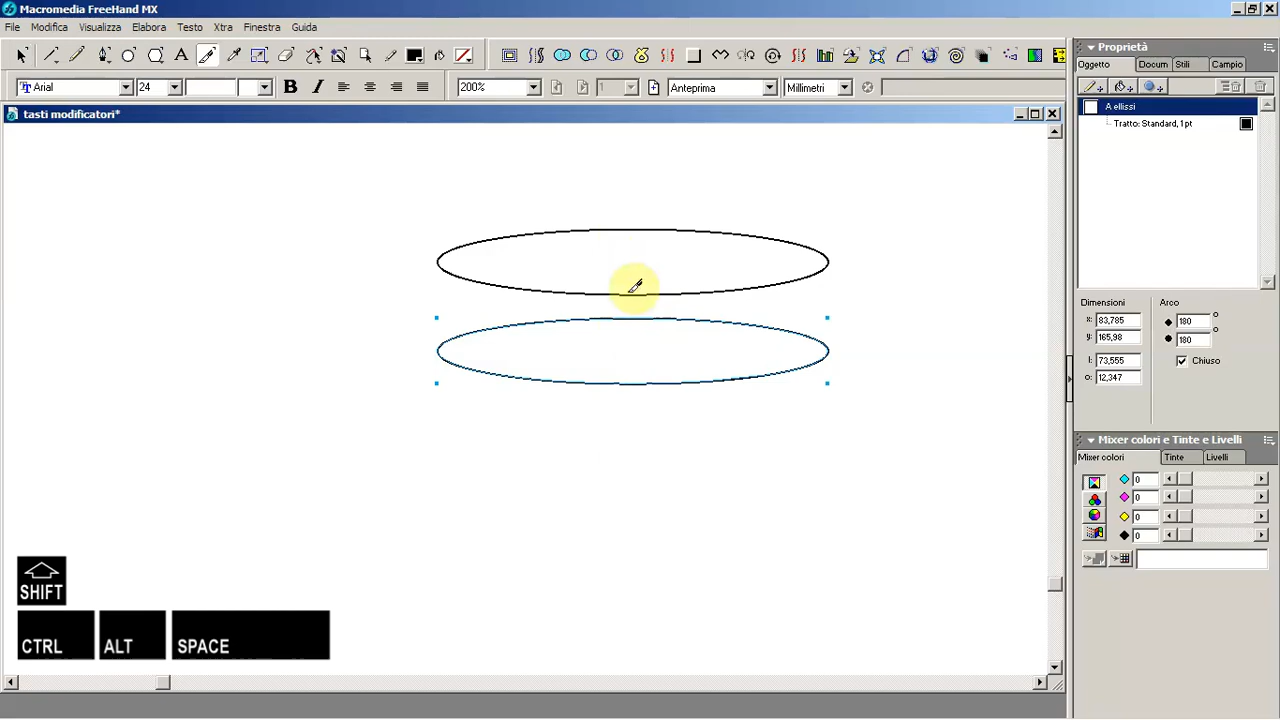 Macromedia FreeHand MX
File Modifica Visualizza Elabora Testo Xtra Finestra Guida
Arial 24 B I 200% 1 Anteprima Millimetri
tasti modificatori*
Proprietà
Oggetto Docum Stili Campio
A ellissi
Tratto: Standard, 1pt
Dimensioni Arco
x: 83,785 180
y: 165,98 180
l: 73,555 Chiuso
o: 12,347
Mixer colori e Tinte e Livelli
Mixer colori Tinte Livelli
0
0
0
0
SHIFT
CTRL ALT SPACE